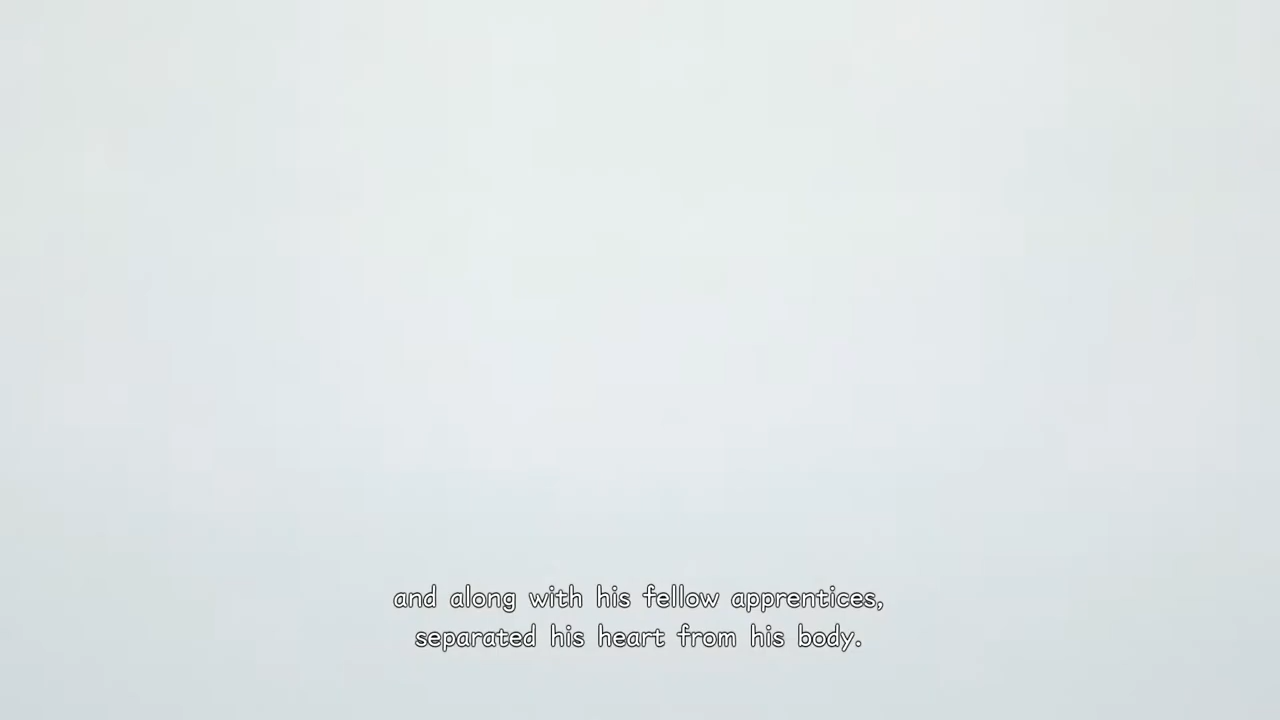 and along with his fellow apprentices,
separated his heart from his body.